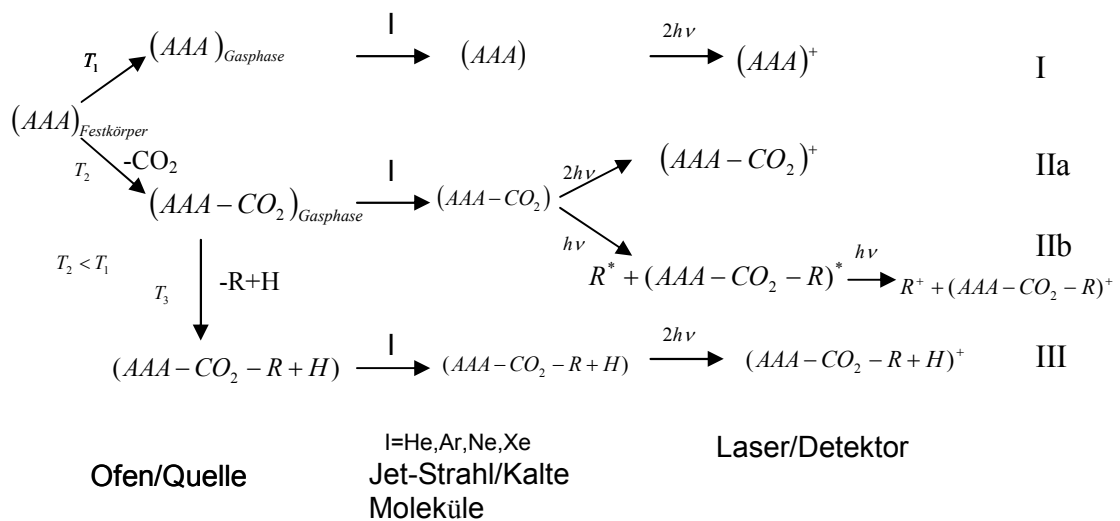 (AAA)Gasphase I (AAA) 2hν (AAA)⁺ I
T₁
(AAA)Festkörper
T₂ -CO₂ (AAA−CO₂)⁺ IIa
(AAA−CO₂)Gasphase I (AAA−CO₂) 2hν
hν IIb
T₂ < T₁ R* + (AAA−CO₂−R)* hν R⁺ + (AAA−CO₂−R)⁺
T₃ -R+H
(AAA−CO₂−R+H) I (AAA−CO₂−R+H) 2hν (AAA−CO₂−R+H)⁺ III
I=He,Ar,Ne,Xe
Ofen/Quelle Jet-Strahl/Kalte Laser/Detektor
Moleküle